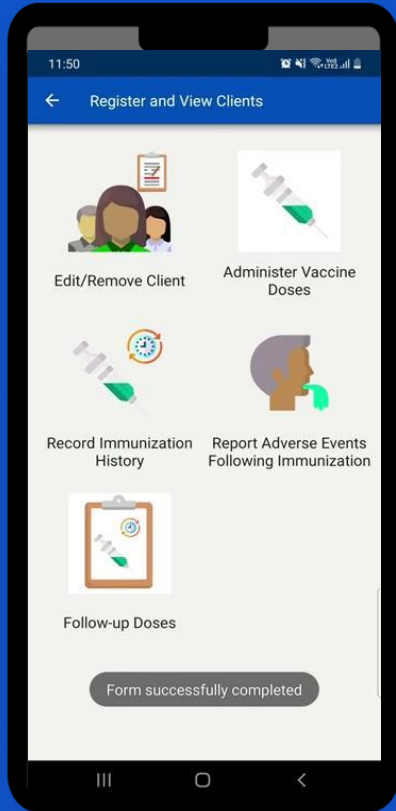 11:50
Register and View Clients
Edit/Remove Client
Administer Vaccine
Doses
Record Immunization
History
Report Adverse Events
Following Immunization
Follow-up Doses
Form successfully completed